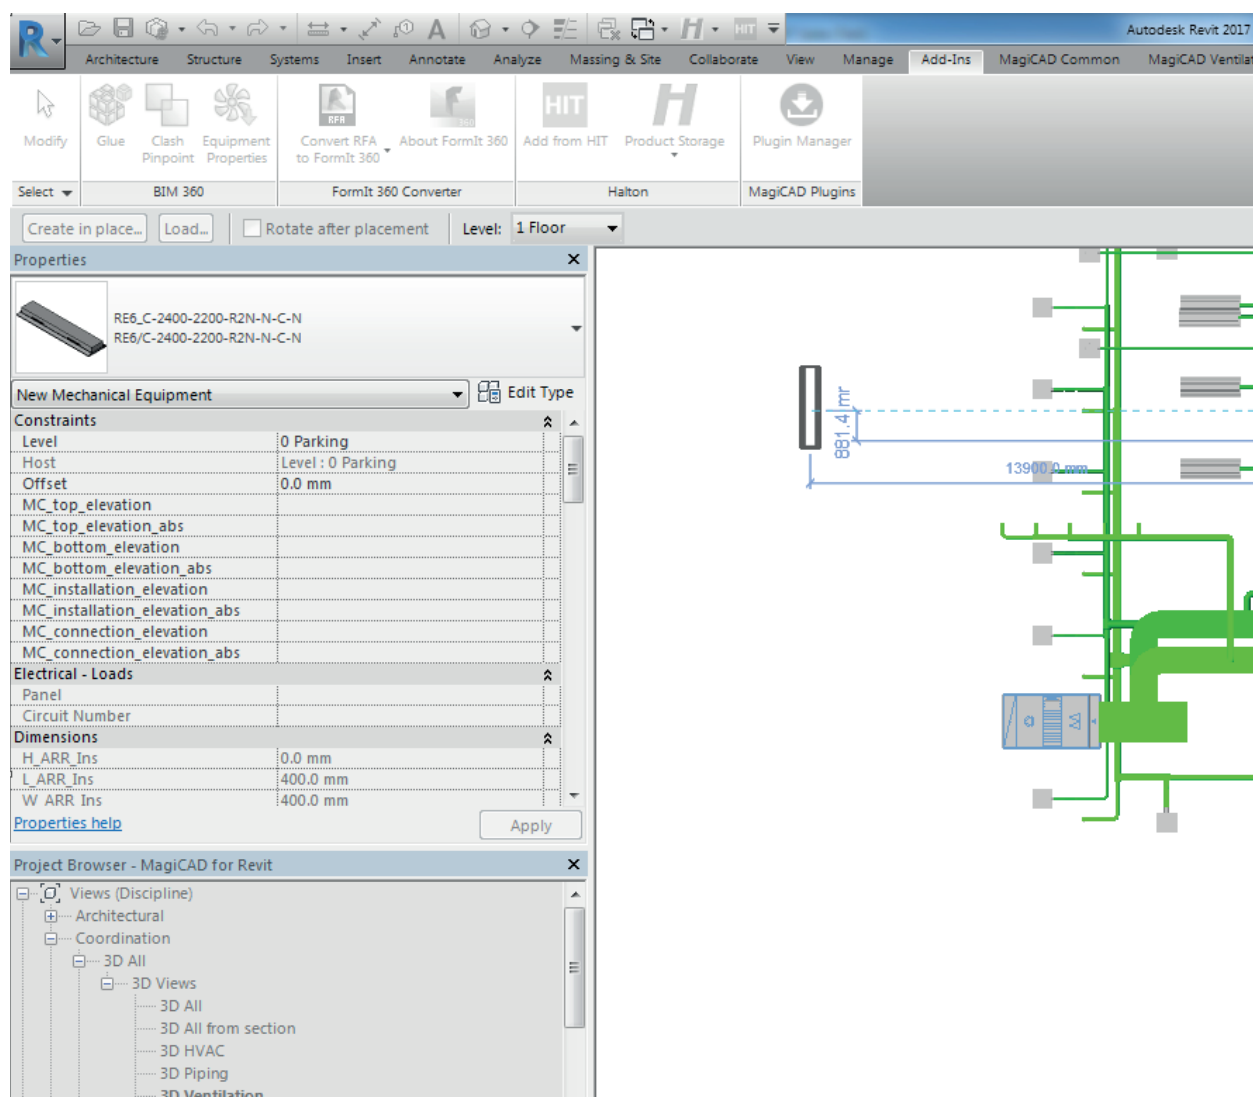 Autodesk Revit 2017
Architecture Structure Systems Insert Annotate Analyze Massing & Site Collaborate View Manage Add-Ins MagiCAD Common MagiCAD Ventilat
Modify Glue Clash Pinpoint Equipment Properties Convert RFA to FormIt 360 About FormIt 360 Add from HIT Product Storage Plugin Manager
Select BIM 360 FormIt 360 Converter Halton MagiCAD Plugins
Create in place... Load... Rotate after placement Level: 1 Floor
Properties
RE6_C-2400-2200-R2N-N-C-N
RE6/C-2400-2200-R2N-N-C-N
New Mechanical Equipment Edit Type
Constraints
Level 0 Parking
Host Level : 0 Parking
Offset 0.0 mm
MC_top_elevation
MC_top_elevation_abs
MC_bottom_elevation
MC_bottom_elevation_abs
MC_installation_elevation
MC_installation_elevation_abs
MC_connection_elevation
MC_connection_elevation_abs
Electrical - Loads
Panel
Circuit Number
Dimensions
H_ARR_Ins 0.0 mm
L_ARR_Ins 400.0 mm
W ARR Ins 400.0 mm
Properties help Apply
Project Browser - MagiCAD for Revit
Views (Discipline)
Architectural
Coordination
3D All
3D Views
3D All
3D All from section
3D HVAC
3D Piping
3D Ventilation
881.4 mr
13900.0 mm